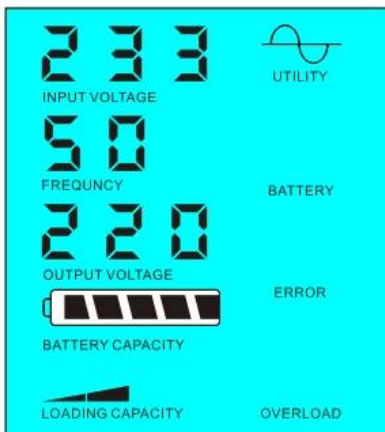 233
UTILITY
INPUT VOLTAGE
50
FREQUNCY
BATTERY
220
OUTPUT VOLTAGE
ERROR
BATTERY CAPACITY
LOADING CAPACITY
OVERLOAD